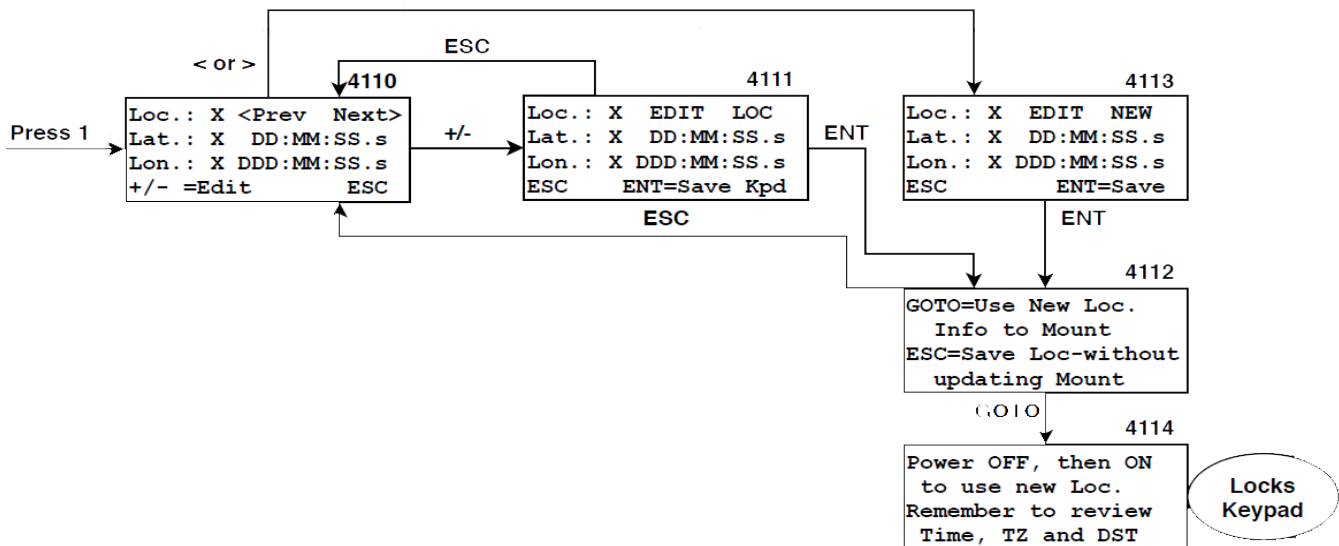 ESC
< or >
4110
4111
4113
Press 1
Loc.: X <Prev Next>
Lat.: X DD:MM:SS.s
Lon.: X DDD:MM:SS.s
+/- =Edit ESC
+/-
Loc.: X EDIT LOC
Lat.: X DD:MM:SS.s
Lon.: X DDD:MM:SS.s
ESC ENT=Save Kpd
ENT
Loc.: X EDIT NEW
Lat.: X DD:MM:SS.s
Lon.: X DDD:MM:SS.s
ESC ENT=Save
ESC
ENT
4112
GOTO=Use New Loc.
Info to Mount
ESC=Save Loc-without
updating Mount
GOTO
4114
Power OFF, then ON
to use new Loc.
Remember to review
Time, TZ and DST
Locks
Keypad